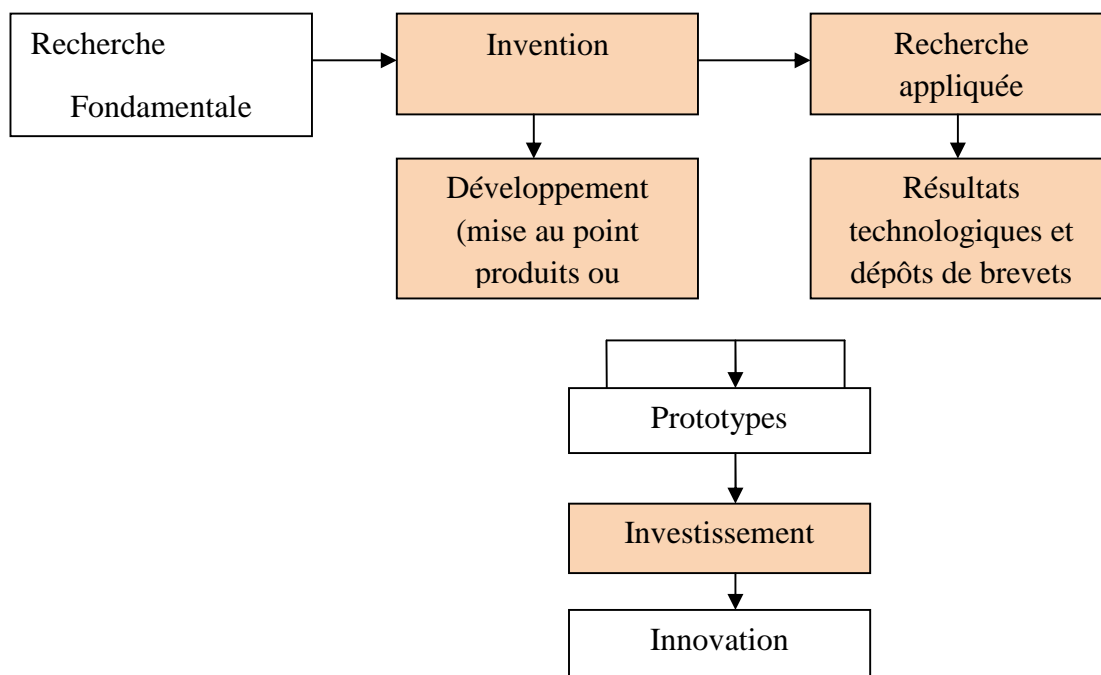 Recherche
Fondamentale
Invention
Recherche
appliquée
Développement
(mise au point
produits ou
Résultats
technologiques et
dépôts de brevets
Prototypes
Investissement
Innovation